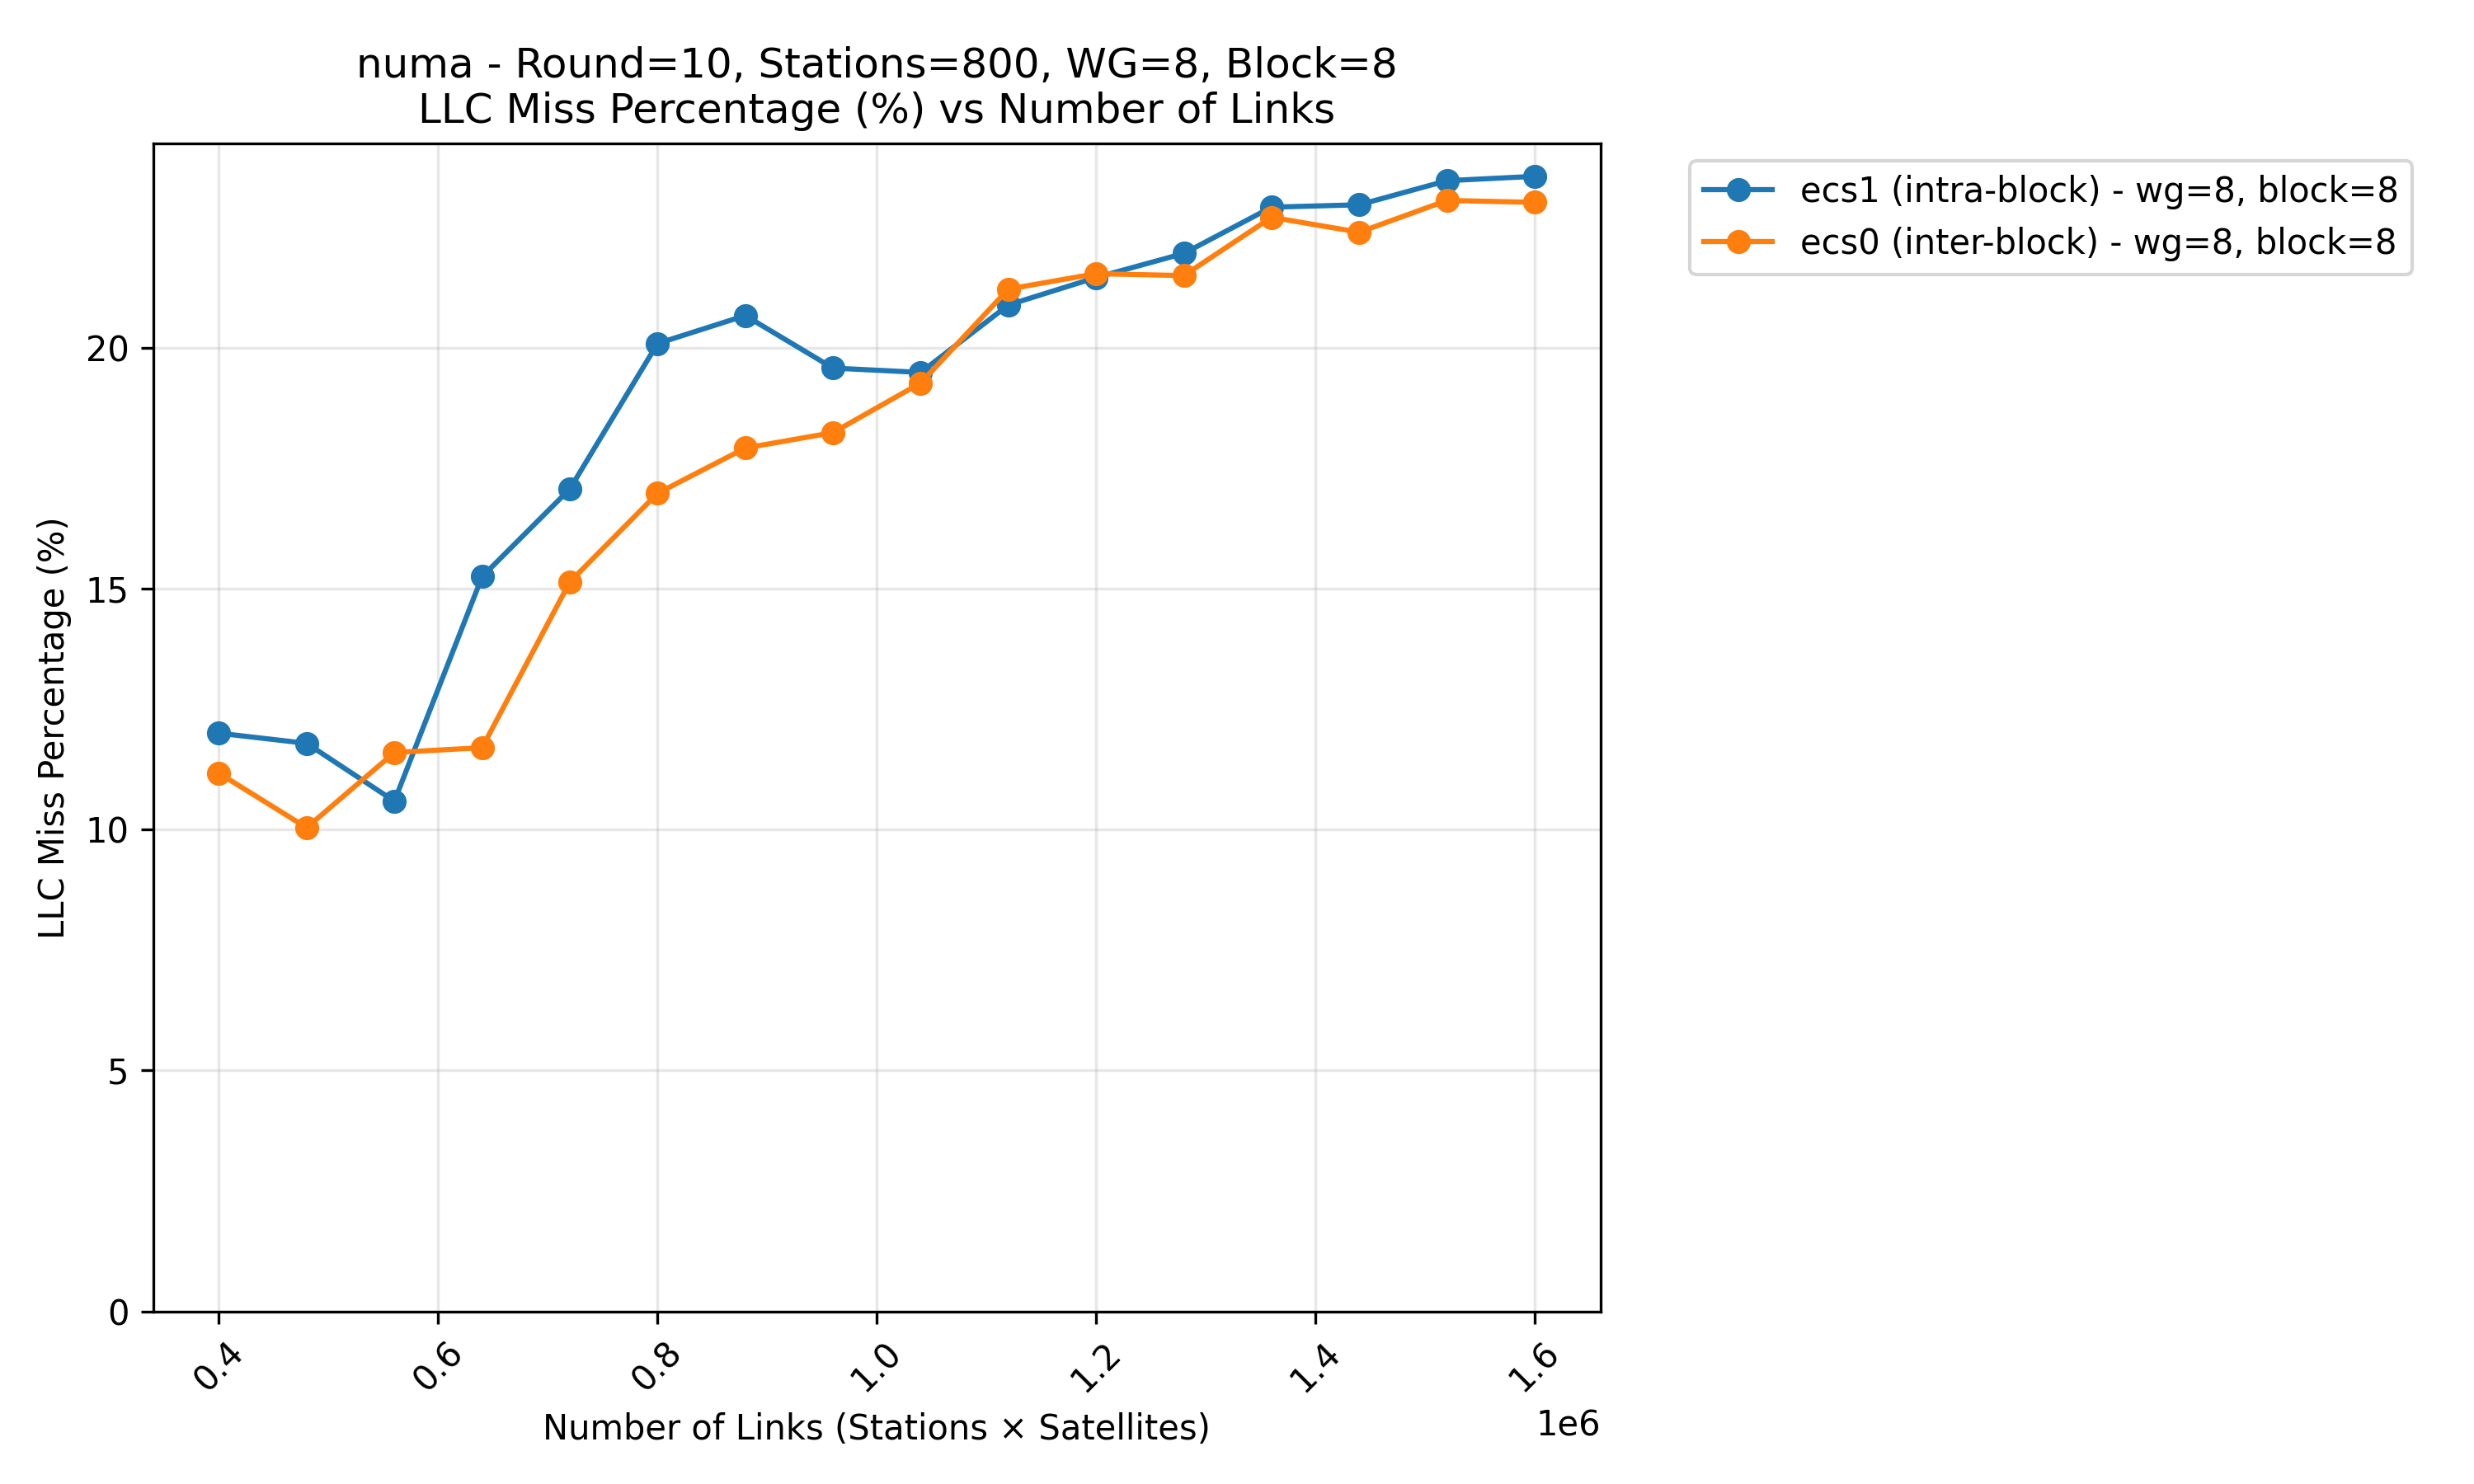 numa - Round=10, Stations=800, WG=8, Block=8
LLC Miss Percentage (%) vs Number of Links
ecs1 (intra-block) - wg=8, block=8
ecs0 (inter-block) - wg=8, block=8
LLC Miss Percentage (%)
20
15
10
5
0
0.4
0.6
0.8
1.0
1.2
1.4
1.6
1e6
Number of Links (Stations × Satellites)